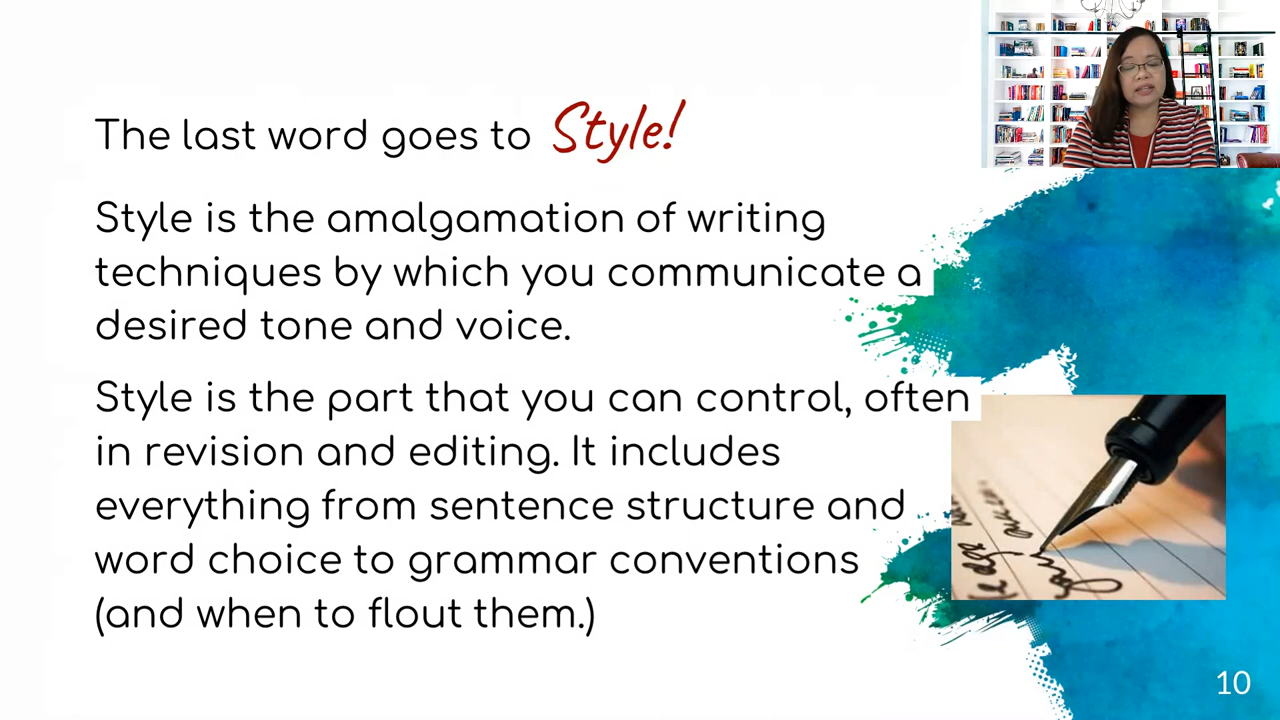 The last word goes to Style!
Style is the amalgamation of writing
techniques by which you communicate a
desired tone and voice.
Style is the part that you can control, often
in revision and editing. It includes
everything from sentence structure and
word choice to grammar conventions
(and when to flout them.)
10